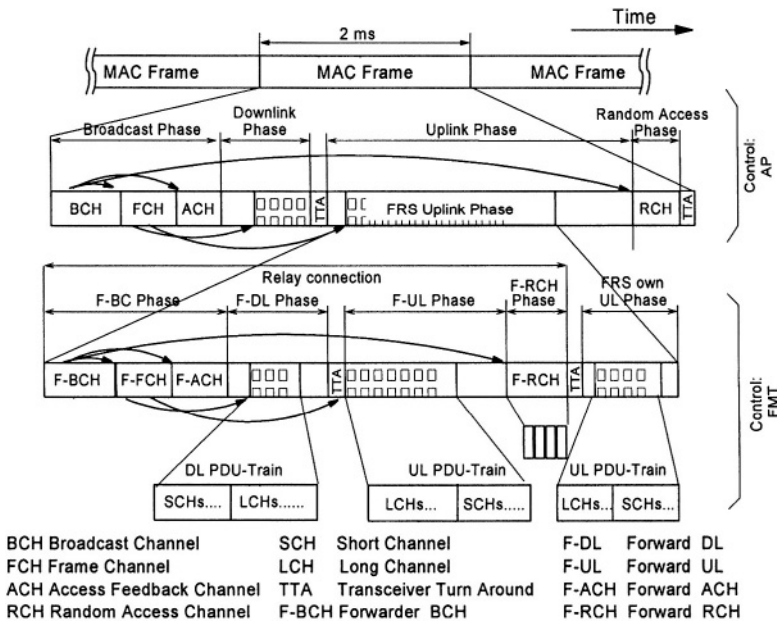 Time
2 ms
MAC Frame MAC Frame MAC Frame
Broadcast Phase Downlink Phase Uplink Phase Random Access Phase
Control: AP
BCH FCH ACH TTA FRS Uplink Phase RCH TTA
Relay connection
F-BC Phase F-DL Phase F-UL Phase F-RCH Phase FRS own UL Phase
Control: FMT
F-BCH F-FCH F-ACH TTA F-RCH TTA
DL PDU-Train UL PDU-Train UL PDU-Train
SCHs.... LCHs...... LCHs... SCHs..... LCHs... SCHs...
BCH Broadcast Channel SCH Short Channel F-DL Forward DL
FCH Frame Channel LCH Long Channel F-UL Forward UL
ACH Access Feedback Channel TTA Transceiver Turn Around F-ACH Forward ACH
RCH Random Access Channel F-BCH Forwarder BCH F-RCH Forward RCH